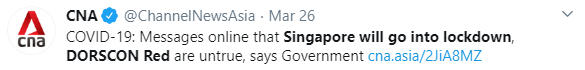 CNA @ChannelNewsAsia · Mar 26
COVID-19: Messages online that Singapore will go into lockdown,
DORSCON Red are untrue, says Government cna.asia/2JiA8MZ
cna